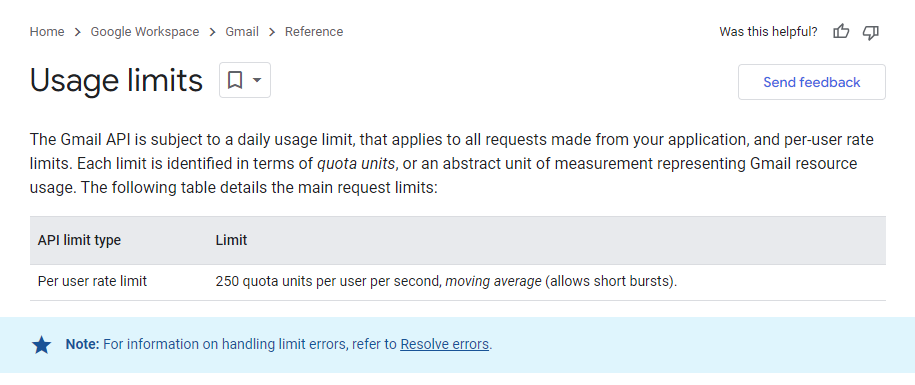 Home > Google Workspace > Gmail > Reference
Was this helpful?
Usage limits
Send feedback
The Gmail API is subject to a daily usage limit, that applies to all requests made from your application, and per-user rate
limits. Each limit is identified in terms of quota units, or an abstract unit of measurement representing Gmail resource
usage. The following table details the main request limits:
API limit type Limit
Per user rate limit 250 quota units per user per second, moving average (allows short bursts).
Note: For information on handling limit errors, refer to Resolve errors.